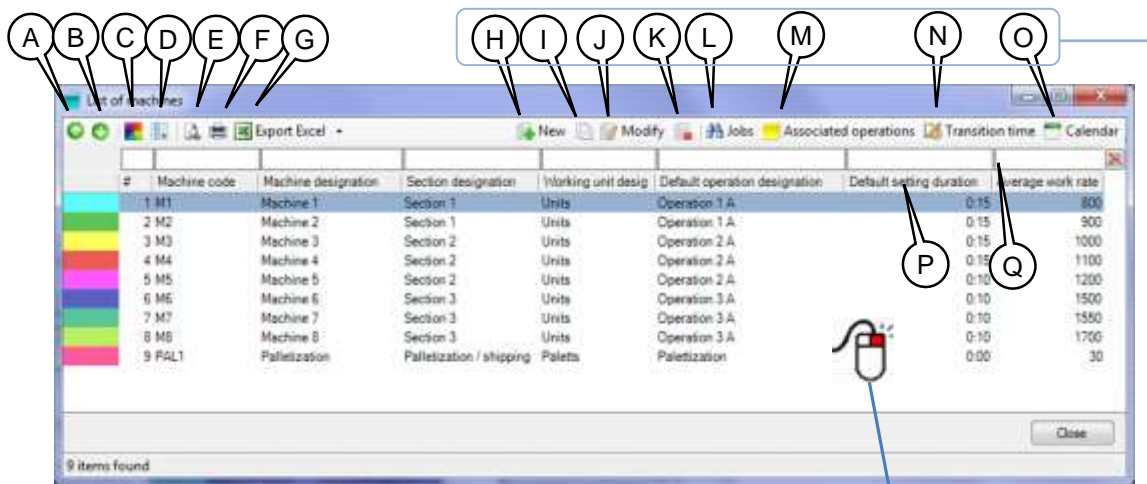 A B C D E F G H I J K L M N O
List of machines
Export Excel New Modify Jobs Associated operations Transition time Calendar
# Machine code Machine designation Section designation Working unit desig Default operation designation Default setting duration Average work rate
1 M1 Machine 1 Section 1 Units Operation 1 A 0:15 800
2 M2 Machine 2 Section 1 Units Operation 1 A 0:15 900
3 M3 Machine 3 Section 2 Units Operation 2 A 0:15 1000
4 M4 Machine 4 Section 2 Units Operation 2 A 0:15 1100
5 M5 Machine 5 Section 2 Units Operation 2 A 0:10 1200
6 M6 Machine 6 Section 3 Units Operation 3 A 0:10 1500
7 M7 Machine 7 Section 3 Units Operation 3 A 0:10 1550
8 M8 Machine 8 Section 3 Units Operation 3 A 0:10 1700
9 PAL1 Palletization Palletization / shipping Paletts Palettization 0:00 30
P Q
Close
9 items found